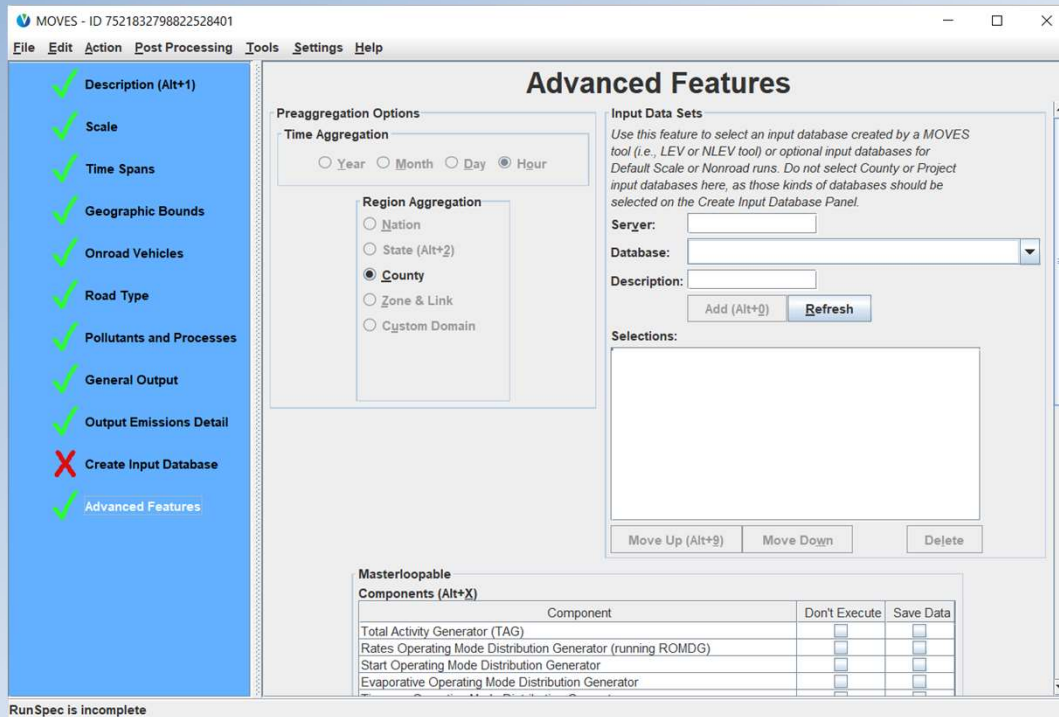 MOVES - ID 7521832798822528401
File Edit Action Post Processing Tools Settings Help
Description (Alt+1)
Scale
Time Spans
Geographic Bounds
Onroad Vehicles
Road Type
Pollutants and Processes
General Output
Output Emissions Detail
Create Input Database
Advanced Features
Advanced Features
Preaggregation Options
Time Aggregation
Year Month Day Hour
Region Aggregation
Nation
State (Alt+2)
County
Zone & Link
Custom Domain
Input Data Sets
Use this feature to select an input database created by a MOVES
tool (i.e., LEV or NLEV tool) or optional input databases for
Default Scale or Nonroad runs. Do not select County or Project
input databases here, as those kinds of databases should be
selected on the Create Input Database Panel.
Server:
Database:
Description:
Add (Alt+0) Refresh
Selections:
Move Up (Alt+9) Move Down Delete
Masterloopable
Components (Alt+X)
Component Don't Execute Save Data
Total Activity Generator (TAG)
Rates Operating Mode Distribution Generator (running ROMDG)
Start Operating Mode Distribution Generator
Evaporative Operating Mode Distribution Generator
RunSpec is incomplete